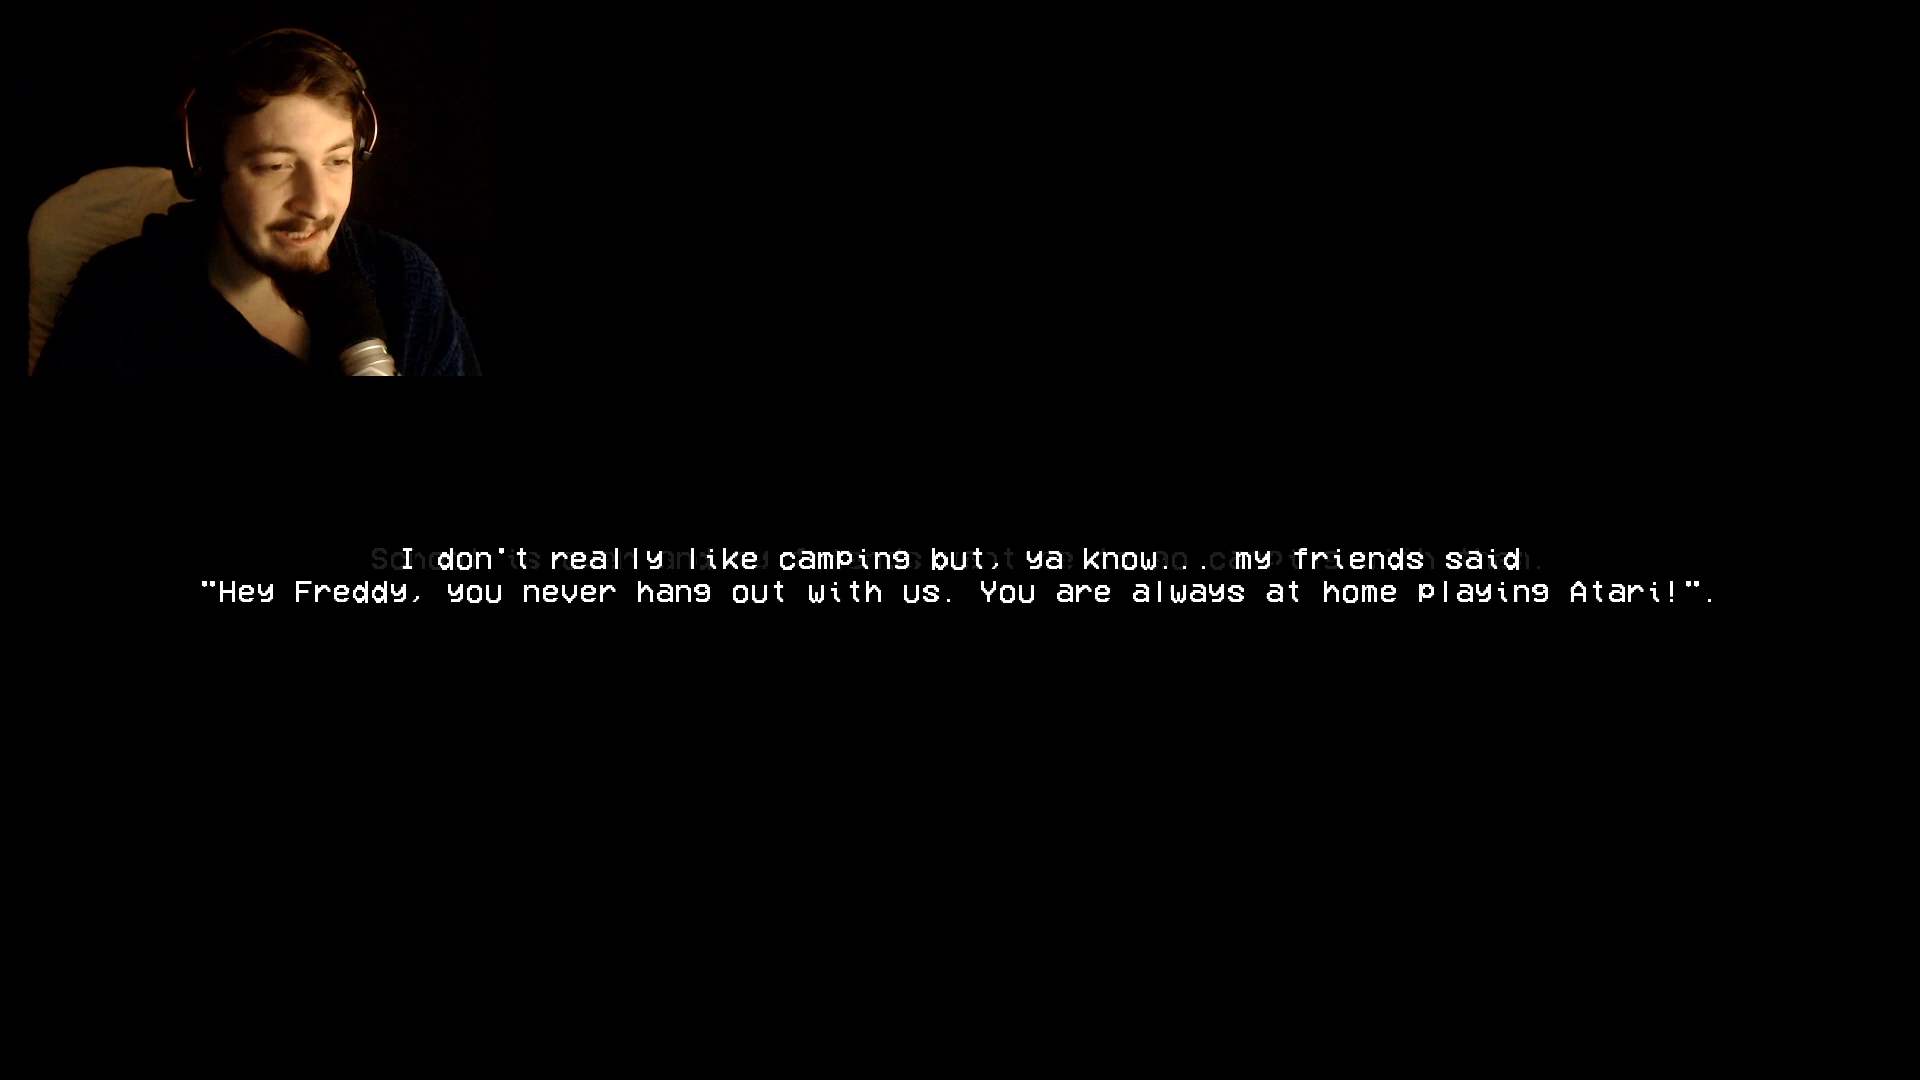 I don't really like camping but, ya know... my friends said
"Hey Freddy, you never hang out with us. You are always at home playing Atari!".